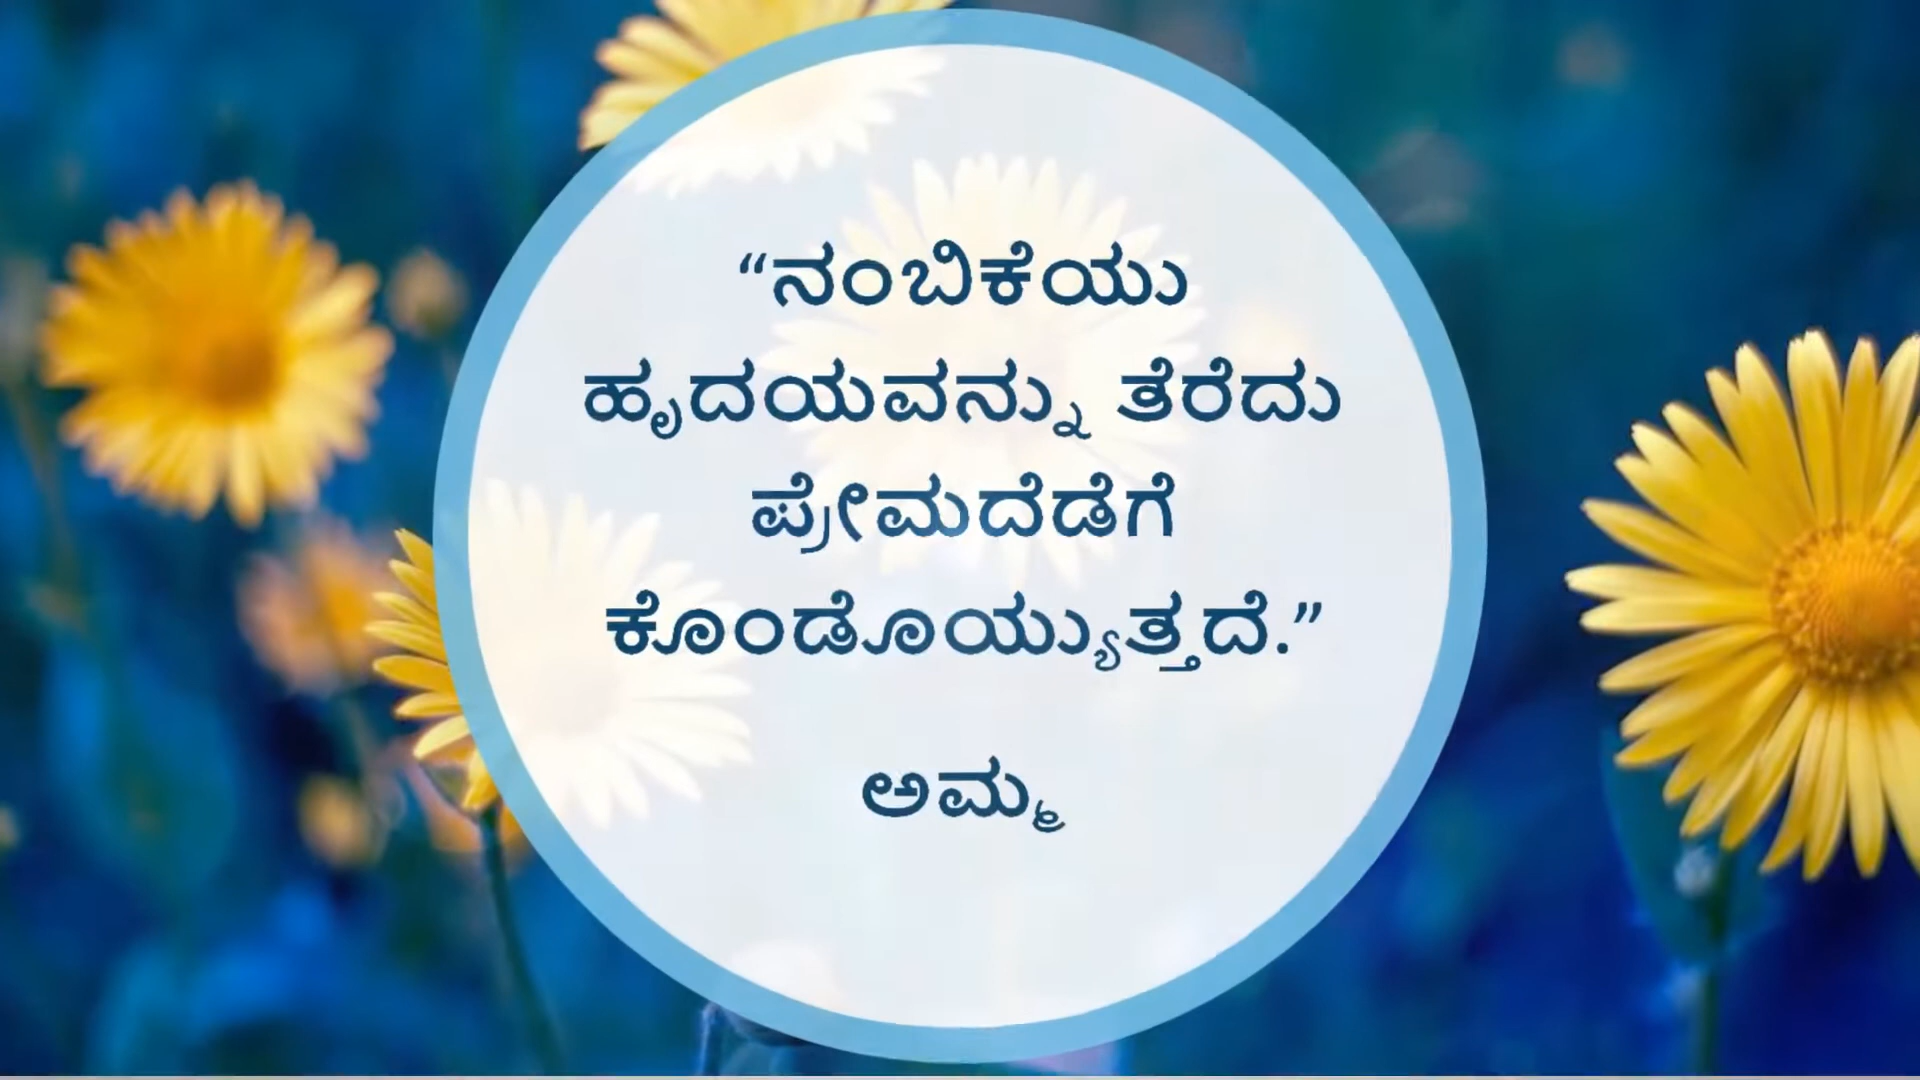 “ನಂಬಿಕೆಯು
ಹೃದಯವನ್ನು ತೆರೆದು
ಪ್ರೇಮದೆಡೆಗೆ
ಕೊಂಡೊಯ್ಯುತ್ತದೆ.”
ಅಮ್ಮ